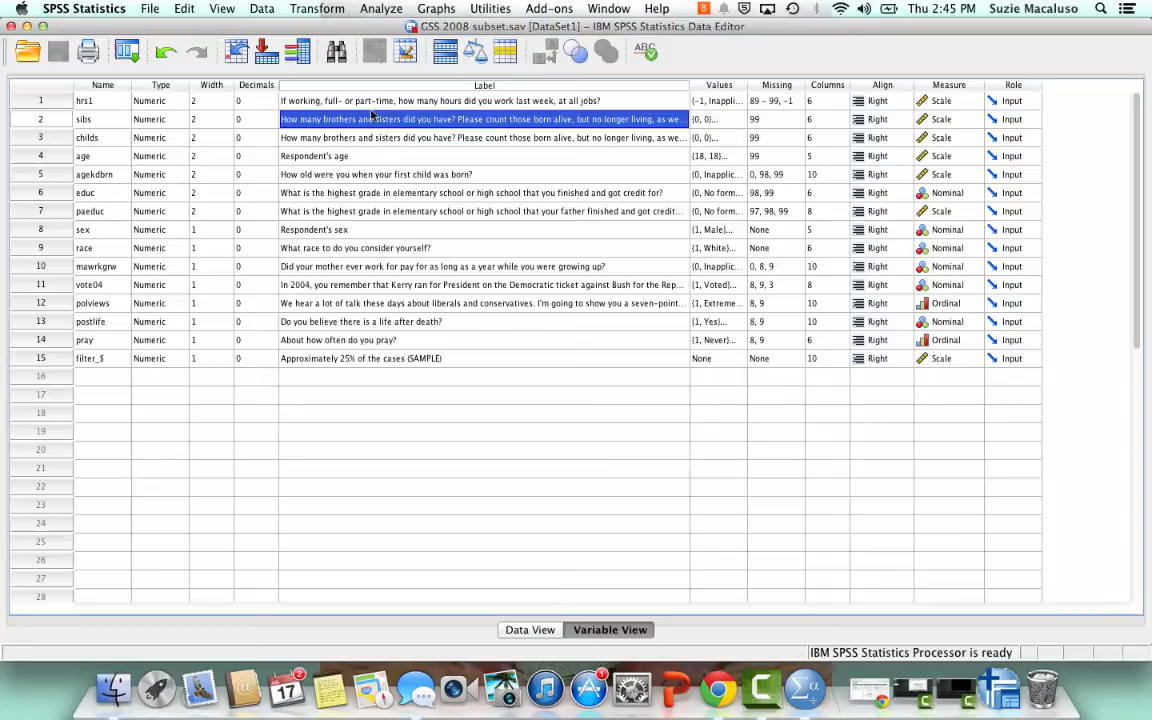 SPSS Statistics File Edit View Data Transform Analyze Graphs Utilities Add-ons Window Help Thu 2:45 PM Suzie Macaluso
GSS 2008 subset.sav [DataSet1] - IBM SPSS Statistics Data Editor
ABC
Name Type Width Decimals Label Values Missing Columns Align Measure Role
1 hrs1 Numeric 2 0 If working, full- or part-time, how many hours did you work last week, at all jobs? {-1, Inappli... 89 - 99, -1 6 Right Scale Input
2 sibs Numeric 2 0 How many brothers and sisters did you have? Please count those born alive, but no longer living, as we... {0, 0}... 99 6 Right Scale Input
3 childs Numeric 2 0 How many brothers and sisters did you have? Please count those born alive, but no longer living, as we... {0, 0}... 99 6 Right Scale Input
4 age Numeric 2 0 Respondent's age {18, 18}... 99 5 Right Scale Input
5 agekdbrn Numeric 2 0 How old were you when your first child was born? {0, Inapplic... 0, 98, 99 10 Right Scale Input
6 educ Numeric 2 0 What is the highest grade in elementary school or high school that you finished and got credit for? {0, No form... 98, 99 6 Right Nominal Input
7 paeduc Numeric 2 0 What is the highest grade in elementary school or high school that your father finished and got credit... {0, No form... 97, 98, 99 8 Right Scale Input
8 sex Numeric 1 0 Respondent's sex {1, Male}... None 5 Right Nominal Input
9 race Numeric 1 0 What race to do you consider yourself? {1, White}... None 6 Right Nominal Input
10 mawrkgrw Numeric 1 0 Did your mother ever work for pay for as long as a year while you were growing up? {0, Inapplic... 0, 8, 9 10 Right Nominal Input
11 vote04 Numeric 1 0 In 2004, you remember that Kerry ran for President on the Democratic ticket against Bush for the Rep... {1, Voted}... 8, 9, 3 8 Right Nominal Input
12 polviews Numeric 1 0 We hear a lot of talk these days about liberals and conservatives. I'm going to show you a seven-point... {1, Extreme... 8, 9 10 Right Ordinal Input
13 postlife Numeric 1 0 Do you believe there is a life after death? {1, Yes}... 8, 9 10 Right Nominal Input
14 pray Numeric 1 0 About how often do you pray? {1, Never}... 8, 9 6 Right Ordinal Input
15 filter_$ Numeric 1 0 Approximately 25% of the cases (SAMPLE) None None 10 Right Scale Input
16
17
18
19
20
21
22
23
24
25
26
27
28
Data View Variable View
IBM SPSS Statistics Processor is ready
17 2 1